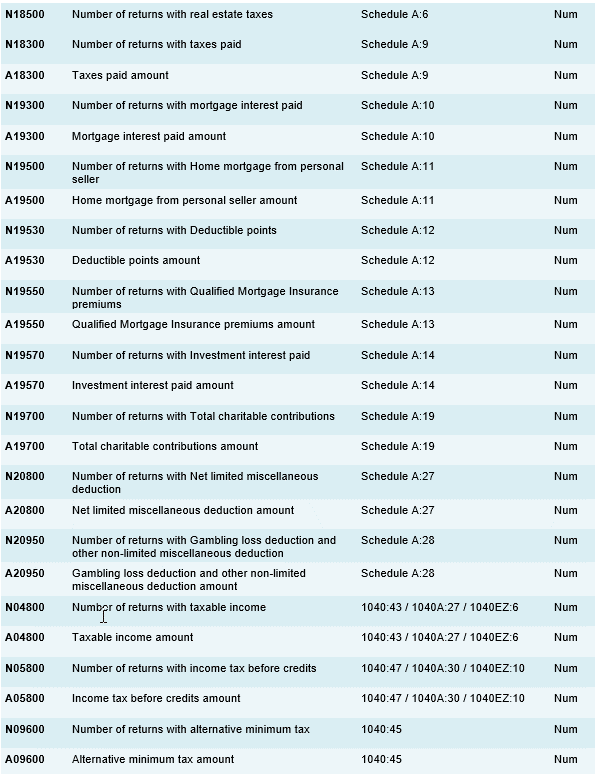 N18500 Number of returns with real estate taxes Schedule A:6 Num
N18300 Number of returns with taxes paid Schedule A:9 Num
A18300 Taxes paid amount Schedule A:9 Num
N19300 Number of returns with mortgage interest paid Schedule A:10 Num
A19300 Mortgage interest paid amount Schedule A:10 Num
N19500 Number of returns with Home mortgage from personal Schedule A:11 Num
seller
A19500 Home mortgage from personal seller amount Schedule A:11 Num
N19530 Number of returns with Deductible points Schedule A:12 Num
A19530 Deductible points amount Schedule A:12 Num
N19550 Number of returns with Qualified Mortgage Insurance Schedule A:13 Num
premiums
A19550 Qualified Mortgage Insurance premiums amount Schedule A:13 Num
N19570 Number of returns with Investment interest paid Schedule A:14 Num
A19570 Investment interest paid amount Schedule A:14 Num
N19700 Number of returns with Total charitable contributions Schedule A:19 Num
A19700 Total charitable contributions amount Schedule A:19 Num
N20800 Number of returns with Net limited miscellaneous Schedule A:27 Num
deduction
A20800 Net limited miscellaneous deduction amount Schedule A:27 Num
N20950 Number of returns with Gambling loss deduction and Schedule A:28 Num
other non-limited miscellaneous deduction
A20950 Gambling loss deduction and other non-limited Schedule A:28 Num
miscellaneous deduction amount
N04800 Number of returns with taxable income 1040:43 / 1040A:27 / 1040EZ:6 Num
A04800 Taxable income amount 1040:43 / 1040A:27 / 1040EZ:6 Num
N05800 Number of returns with income tax before credits 1040:47 / 1040A:30 / 1040EZ:10 Num
A05800 Income tax before credits amount 1040:47 / 1040A:30 / 1040EZ:10 Num
N09600 Number of returns with alternative minimum tax 1040:45 Num
A09600 Alternative minimum tax amount 1040:45 Num